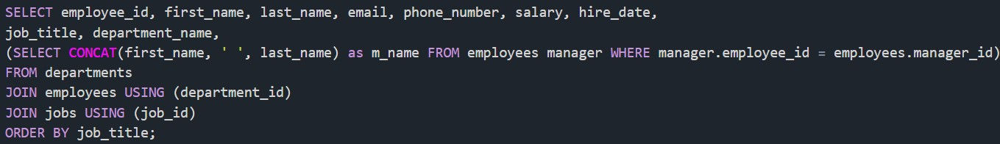 SELECT employee_id, first_name, last_name, email, phone_number, salary, hire_date,
job_title, department_name,
(SELECT CONCAT(first_name, ' ', last_name) as m_name FROM employees manager WHERE manager.employee_id = employees.manager_id)
FROM departments
JOIN employees USING (department_id)
JOIN jobs USING (job_id)
ORDER BY job_title;